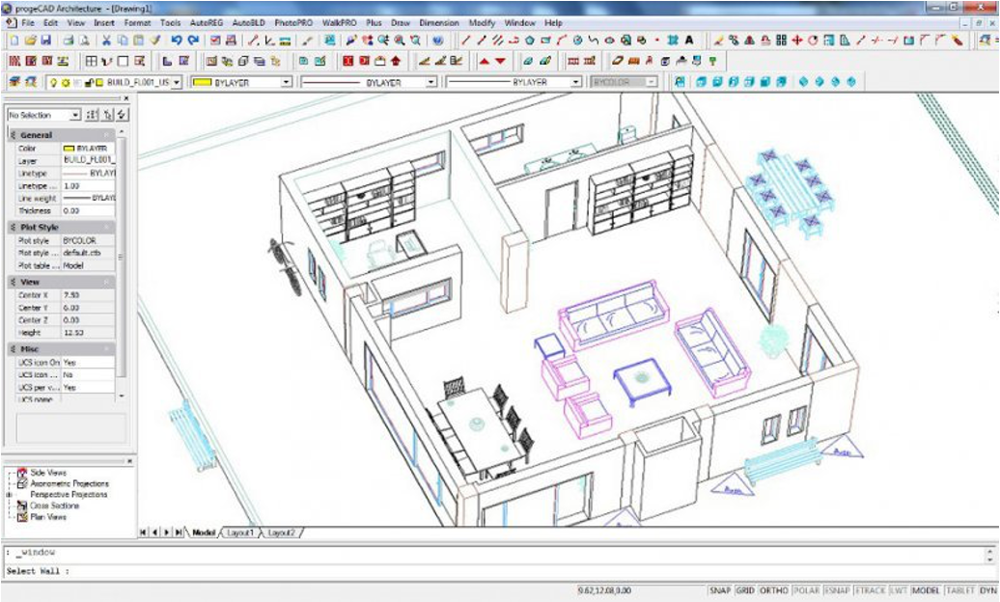 progeCAD Architecture - [Drawing1]
File Edit View Insert Format Tools AutoREG AutoBLD PhotoPRO WalkPRO Plus Draw Dimension Modify Window Help
BUILD_FL001_US BYLAYER BYLAYER BYLAYER BYCOLOR
No Selection
General
Color BYLAYER
Layer BUILD_FL001_
Linetype BYLAYE
Linetype ... 1.00
Line weight BYLAYE
Thickness 0.00
Plot Style
Plot style BYCOLOR
Plot style ... default.ctb
Plot table ... Model
View
Center X 7.50
Center Y 6.00
Center Z 0.00
Height 12.50
Misc
UCS icon On Yes
UCS icon ... No
UCS per v... Yes
UCS name
Side Views
Axonometric Projections
Perspective Projections
Cross Sections
Plan Views
Model Layout1 Layout2
: _window
Select Wall :
9.62,12.08,0.00 SNAP GRID ORTHO POLAR ESNAP ETRACK LWT MODEL TABLET DYN